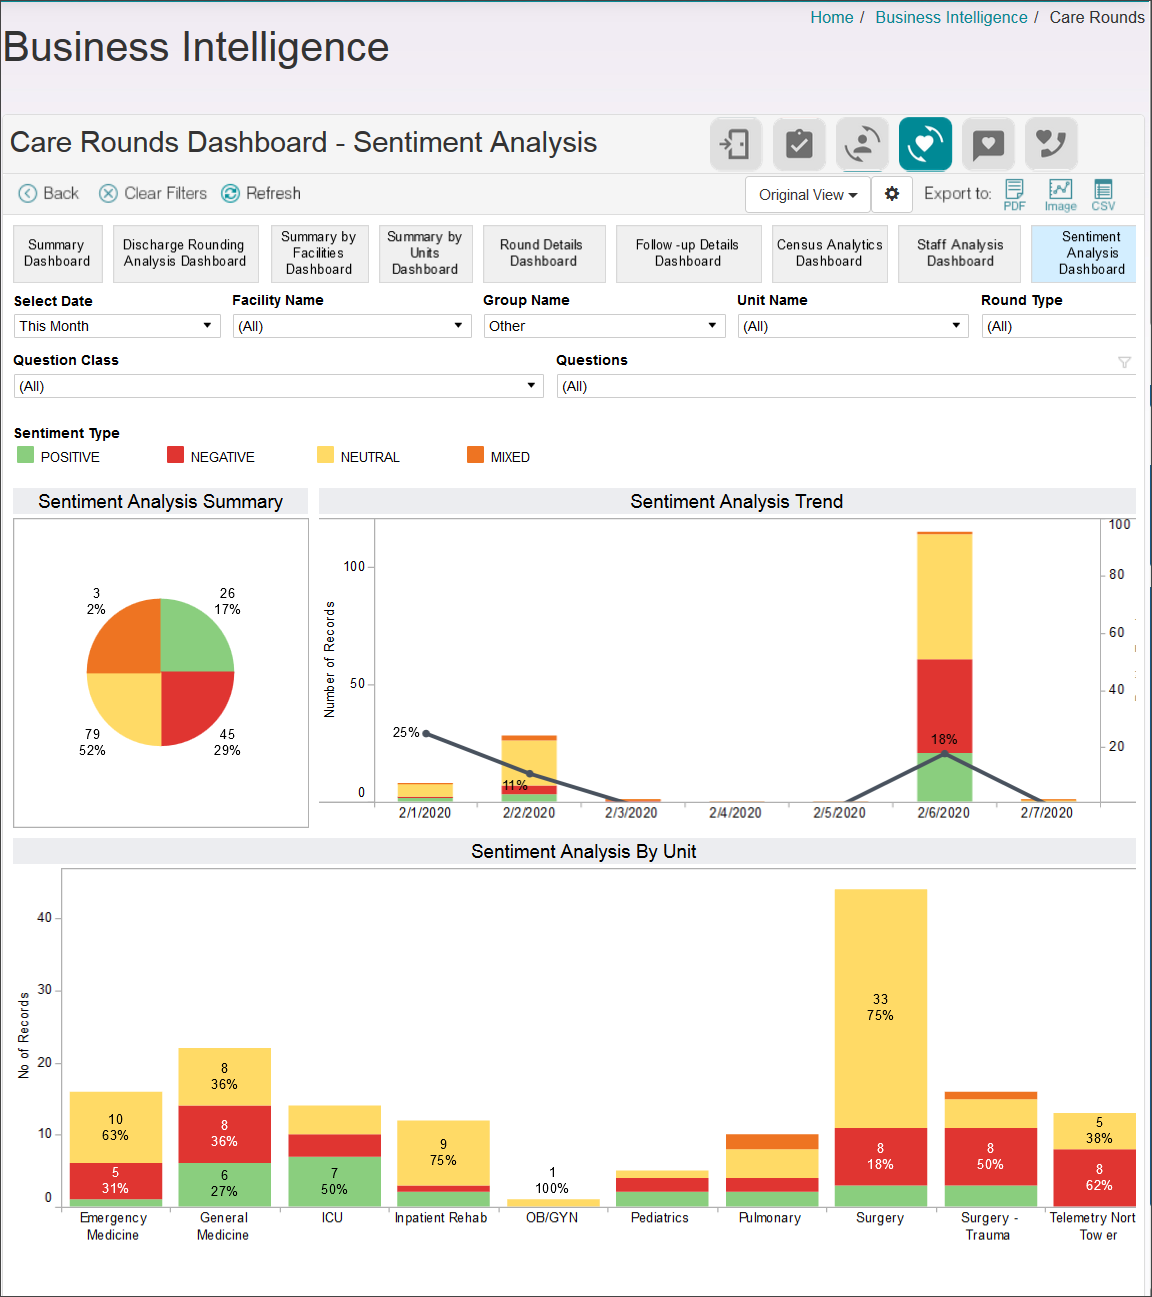 Home / Business Intelligence / Care Rounds
Business Intelligence
Care Rounds Dashboard - Sentiment Analysis
Back Clear Filters Refresh Original View Export to: PDF Image CSV
Summary Dashboard
Discharge Rounding Analysis Dashboard
Summary by Facilities Dashboard
Summary by Units Dashboard
Round Details Dashboard
Follow -up Details Dashboard
Census Analytics Dashboard
Staff Analysis Dashboard
Sentiment Analysis Dashboard
Select Date Facility Name Group Name Unit Name Round Type
This Month (All) Other (All) (All)
Question Class Questions
(All) (All)
Sentiment Type
POSITIVE NEGATIVE NEUTRAL MIXED
Sentiment Analysis Summary
3
2%
26
17%
79
52%
45
29%
Sentiment Analysis Trend
Number of Records
100
50
0
100
80
60
40
20
25%
11%
18%
2/1/2020 2/2/2020 2/3/2020 2/4/2020 2/5/2020 2/6/2020 2/7/2020
Sentiment Analysis By Unit
No of Records
40
30
20
10
0
10
63%
5
31%
8
36%
8
36%
6
27%
7
50%
9
75%
1
100%
33
75%
8
18%
8
50%
5
38%
8
62%
Emergency Medicine
General Medicine
ICU
Inpatient Rehab
OB/GYN
Pediatrics
Pulmonary
Surgery
Surgery - Trauma
Telemetry Nort
Tow er